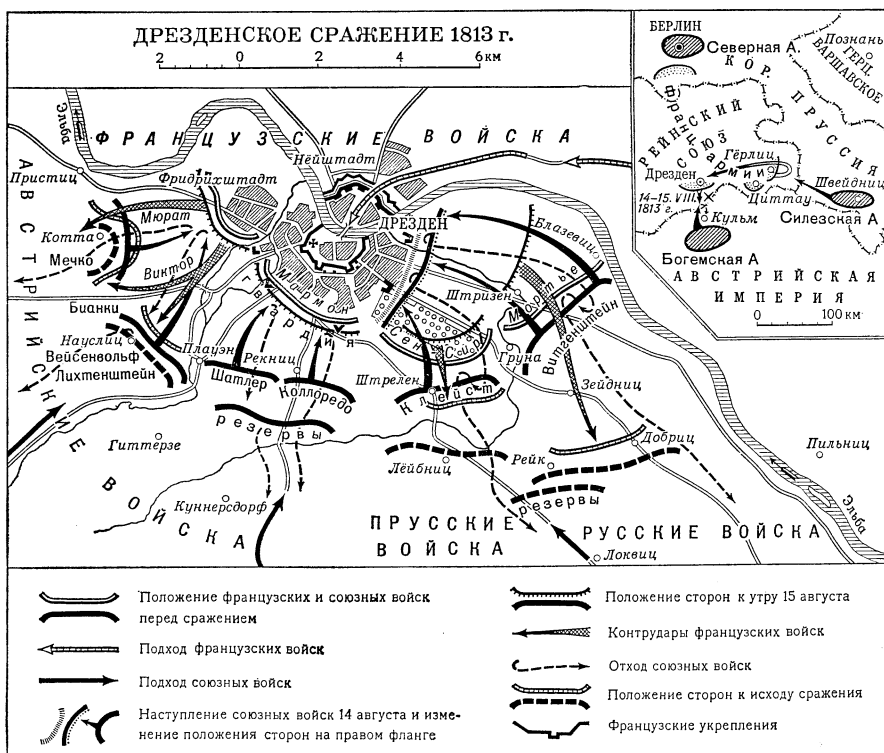 ДРЕЗДЕНСКОЕ СРАЖЕНИЕ 1813 г.
2 0 2 4 6 км
БЕРЛИН
Северная А.
Познань
ГЕРЦ.
ВАРШАВСКОЕ
КОР.
ПРУССИЯ
РЕЙНСКИЙ
СОЮЗ
Франц. армии
Гёрлиц
Дрезден
14–15. VIII.
1813 г.
Циттау
Швейдниц
Силезская А
Кульм
Богемская А
АВСТРИЙСКАЯ
ИМПЕРИЯ
0 100 км
Эльба
ФРАНЦУЗСКИЕ ВОЙСКА
Нейштадт
Пристиц
Фридрихштадт
ДРЕЗДЕН
Мюрат
Котта
Мечко
Виктор
Мармон
гвардия
Блазевиц
Штризен
Мортье
Сен Сир
Витгенштейн
Груна
Бианки
Науслиц
Вейсенвольф
Лихтенштейн
Плауэн
Рекниц
Шатлер
Коллоредо
Штрелен
Клейст
Зейдниц
резервы
Гиттерзе
Добриц
Лёйбниц
Рейк
Пильниц
резервы
Куннерсдорф
АВСТРИЙСКИЕ ВОЙСКА
ПРУССКИЕ
ВОЙСКА
РУССКИЕ ВОЙСКА
Эльба
Локвиц
Положение французских и союзных войск
перед сражением
Подход французских войск
Подход союзных войск
Наступление союзных войск 14 августа и изме-
нение положения сторон на правом фланге
Положение сторон к утру 15 августа
Контрудары французских войск
Отход союзных войск
Положение сторон к исходу сражения
Французские укрепления